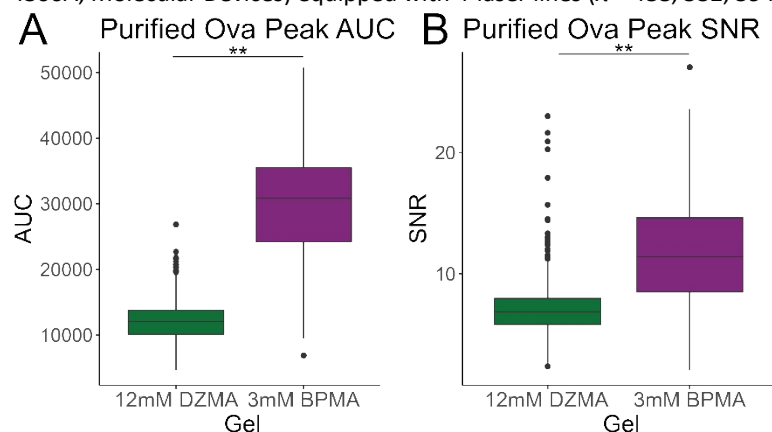 A Purified Ova Peak AUC
**
50000
40000
30000
20000
10000
AUC
12mM DZMA 3mM BPMA
Gel
B Purified Ova Peak SNR
**
20
10
SNR
12mM DZMA 3mM BPMA
Gel